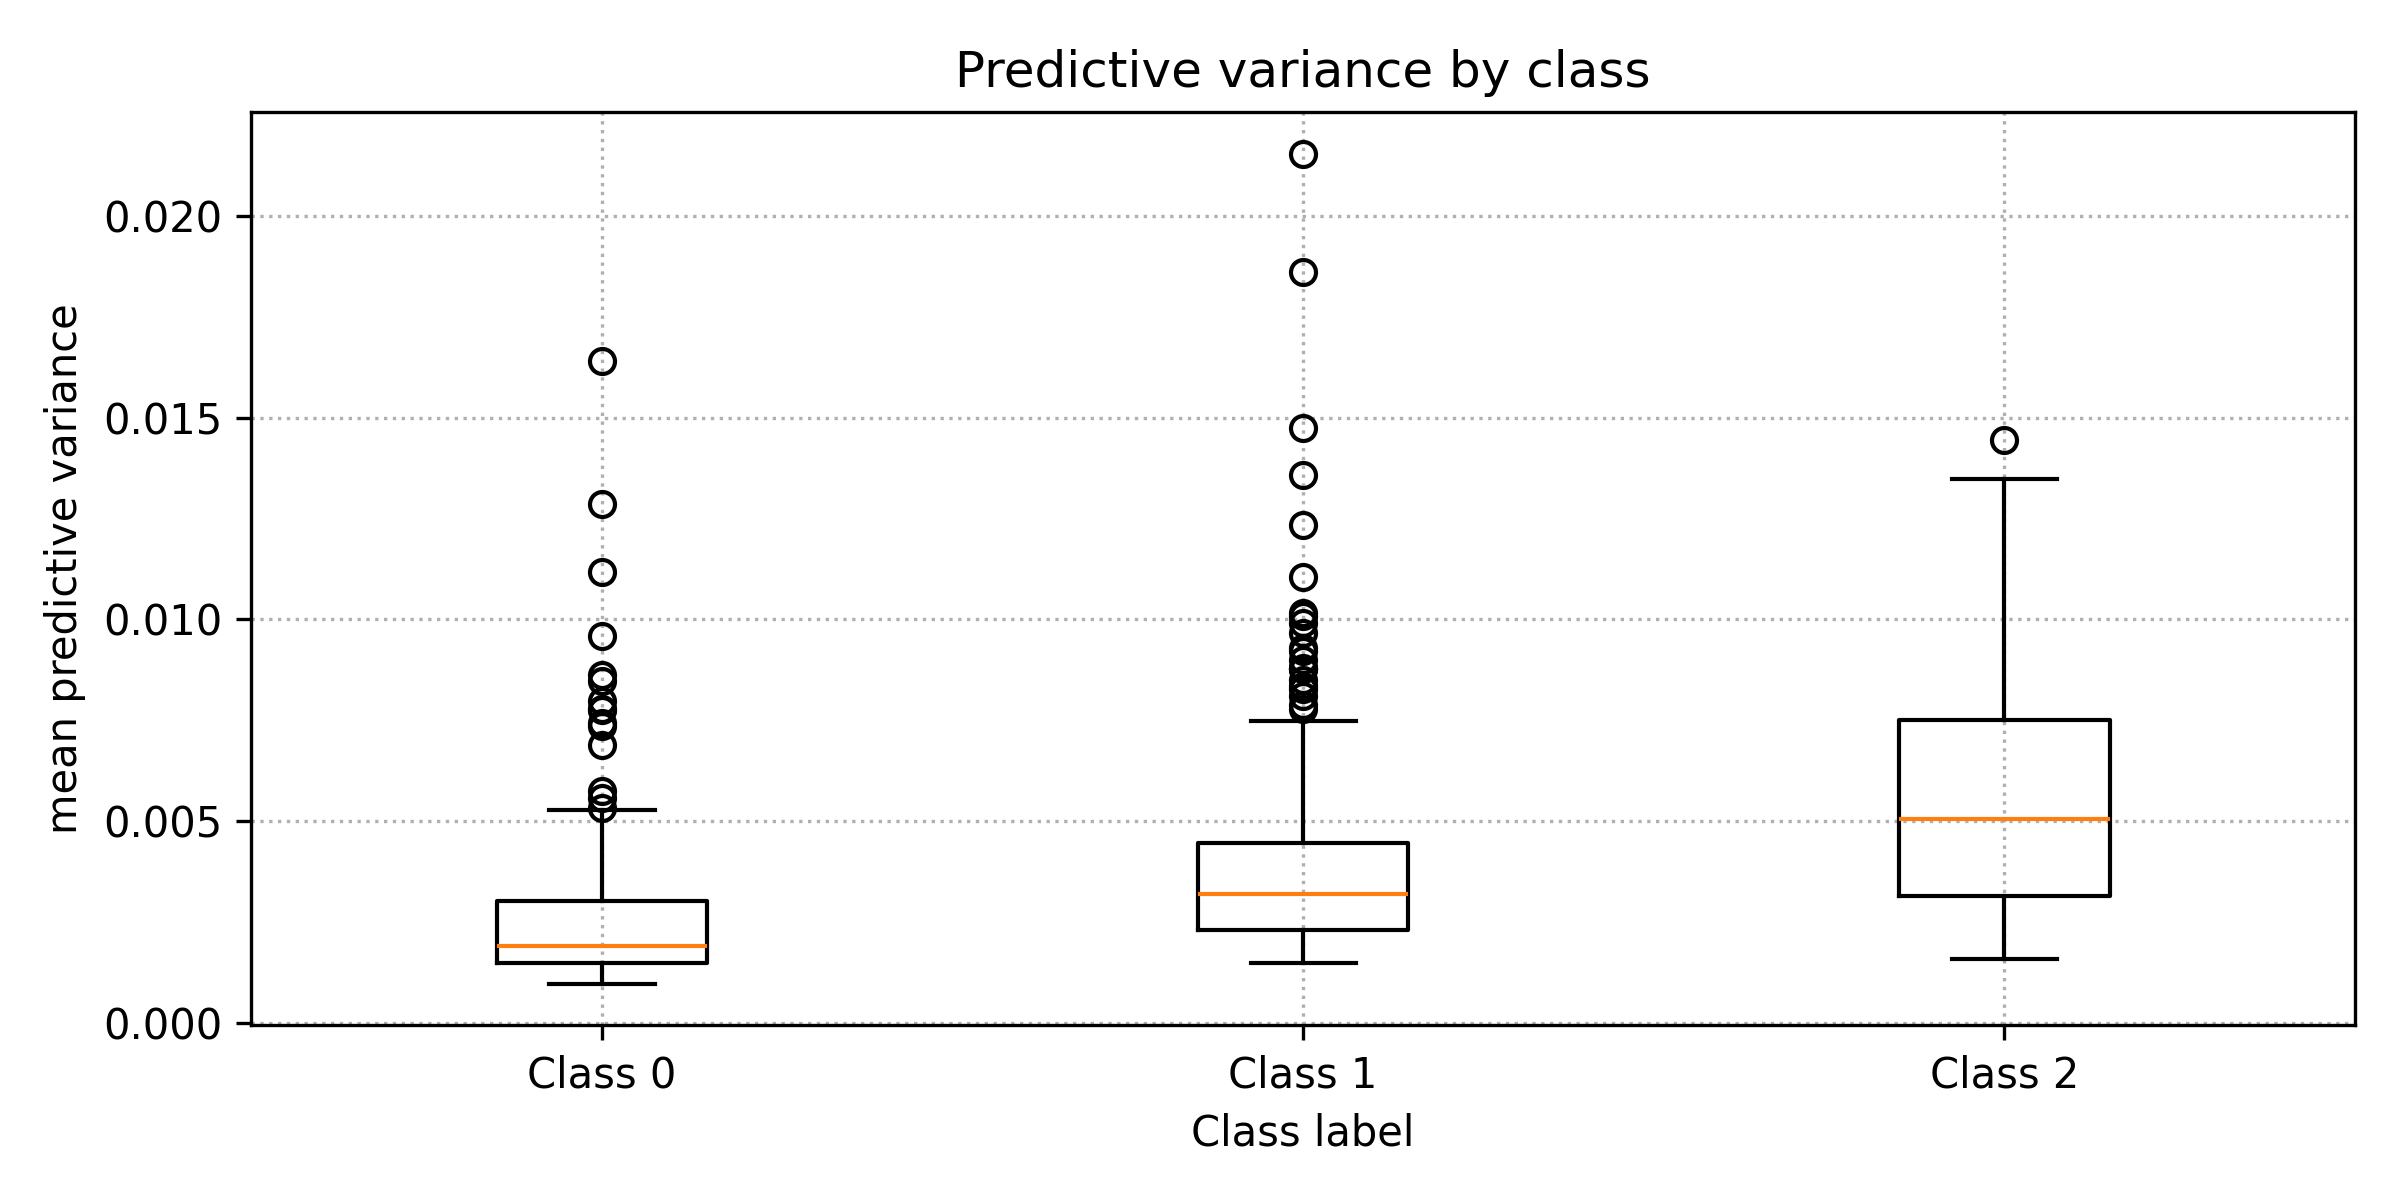 Predictive variance by class
mean predictive variance
0.020
0.015
0.010
0.005
0.000
Class 0
Class 1
Class 2
Class label